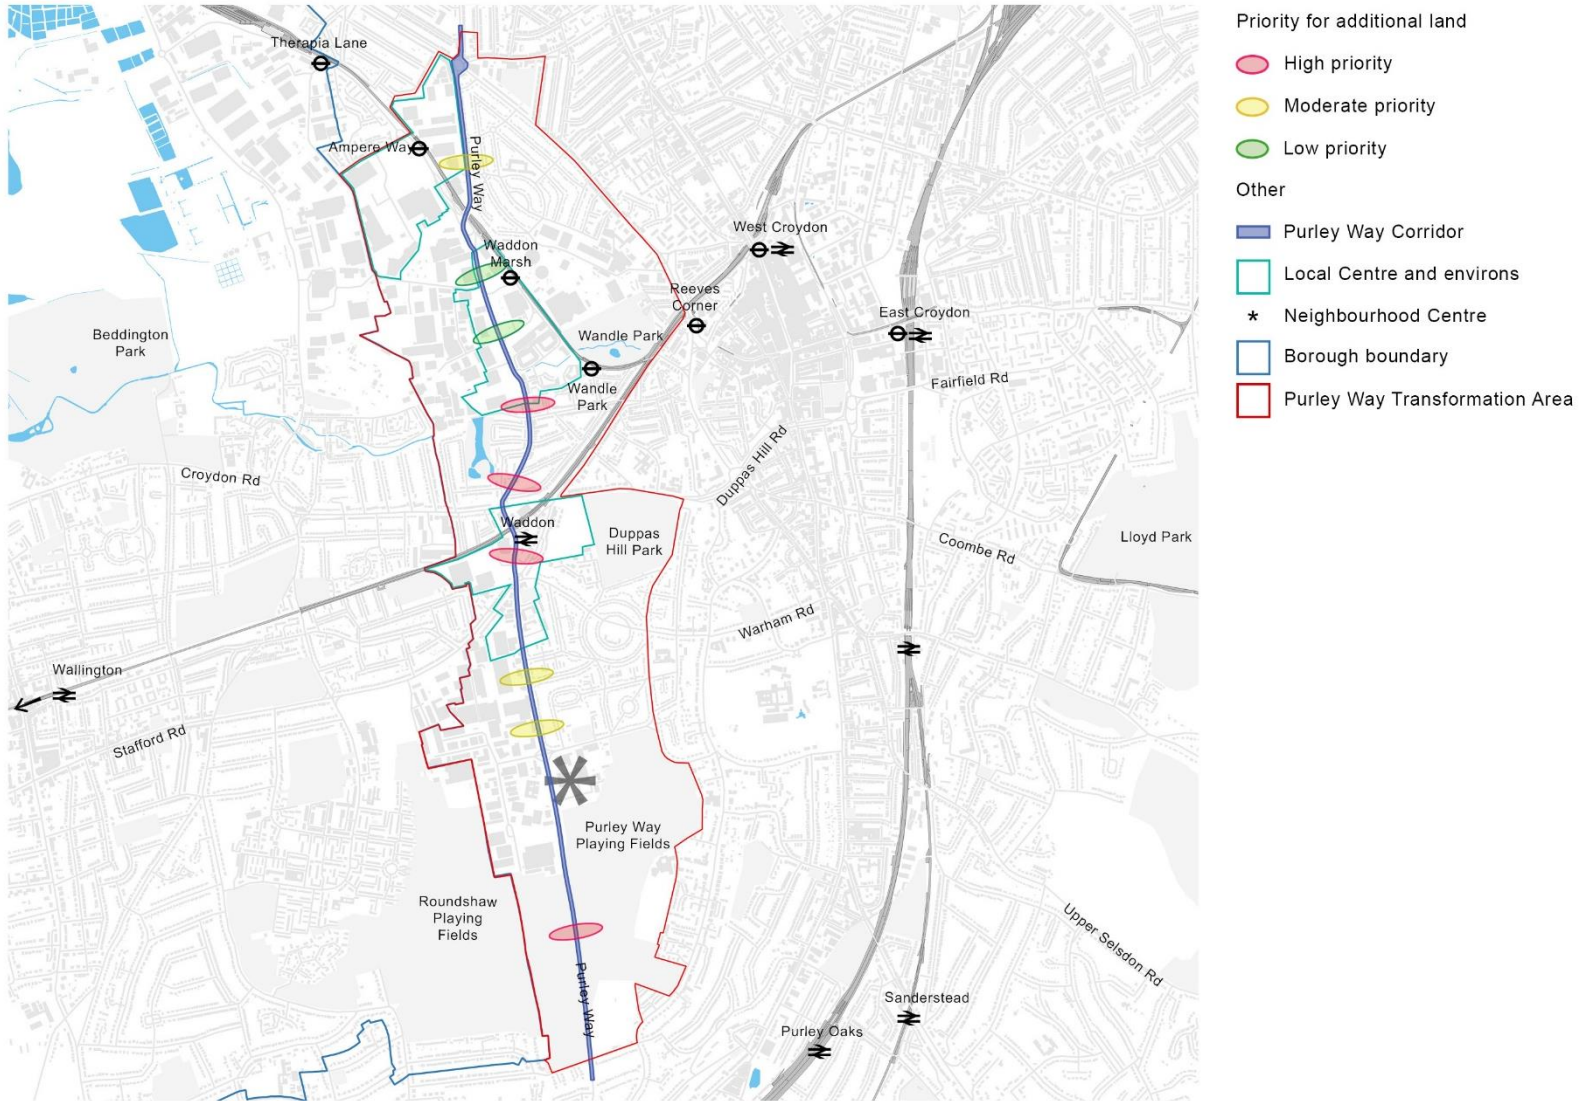 Therapia Lane
Ampere Way
Purley Way
Waddon
Marsh
West Croydon
Reeves
Corner
East Croydon
Wandle Park
Beddington
Park
Wandle
Park
Fairfield Rd
Croydon Rd
Duppas Hill Rd
Waddon
Duppas
Hill Park
Coombe Rd
Lloyd Park
Warham Rd
Wallington
Stafford Rd
Purley Way
Playing Fields
Roundshaw
Playing
Fields
Upper Selsdon Rd
Purley Way
Sanderstead
Purley Oaks
Priority for additional land
High priority
Moderate priority
Low priority
Other
Purley Way Corridor
Local Centre and environs
* Neighbourhood Centre
Borough boundary
Purley Way Transformation Area